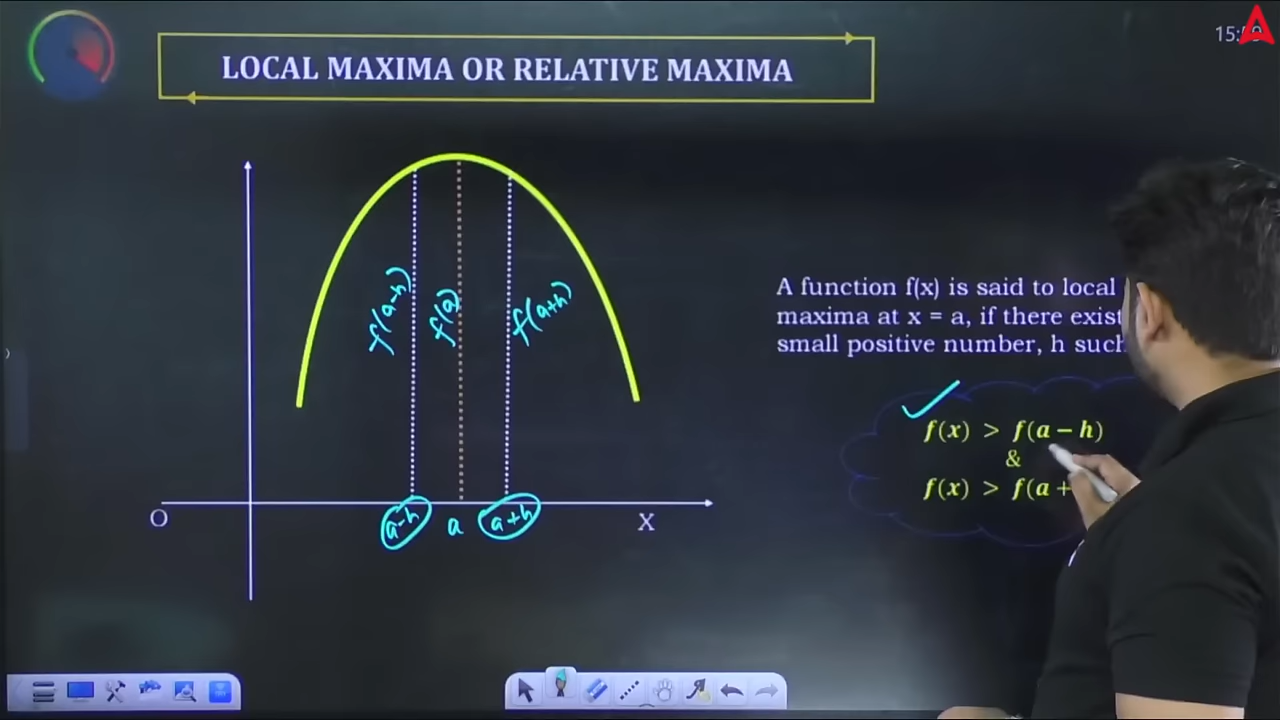 LOCAL MAXIMA OR RELATIVE MAXIMA
f(a-h)
f(a)
f(a+h)
A function f(x) is said to local
maxima at x = a, if there exist
small positive number, h such
f(x) > f(a − h)
&
f(x) > f(a +
O
a-h
a
a+h
X